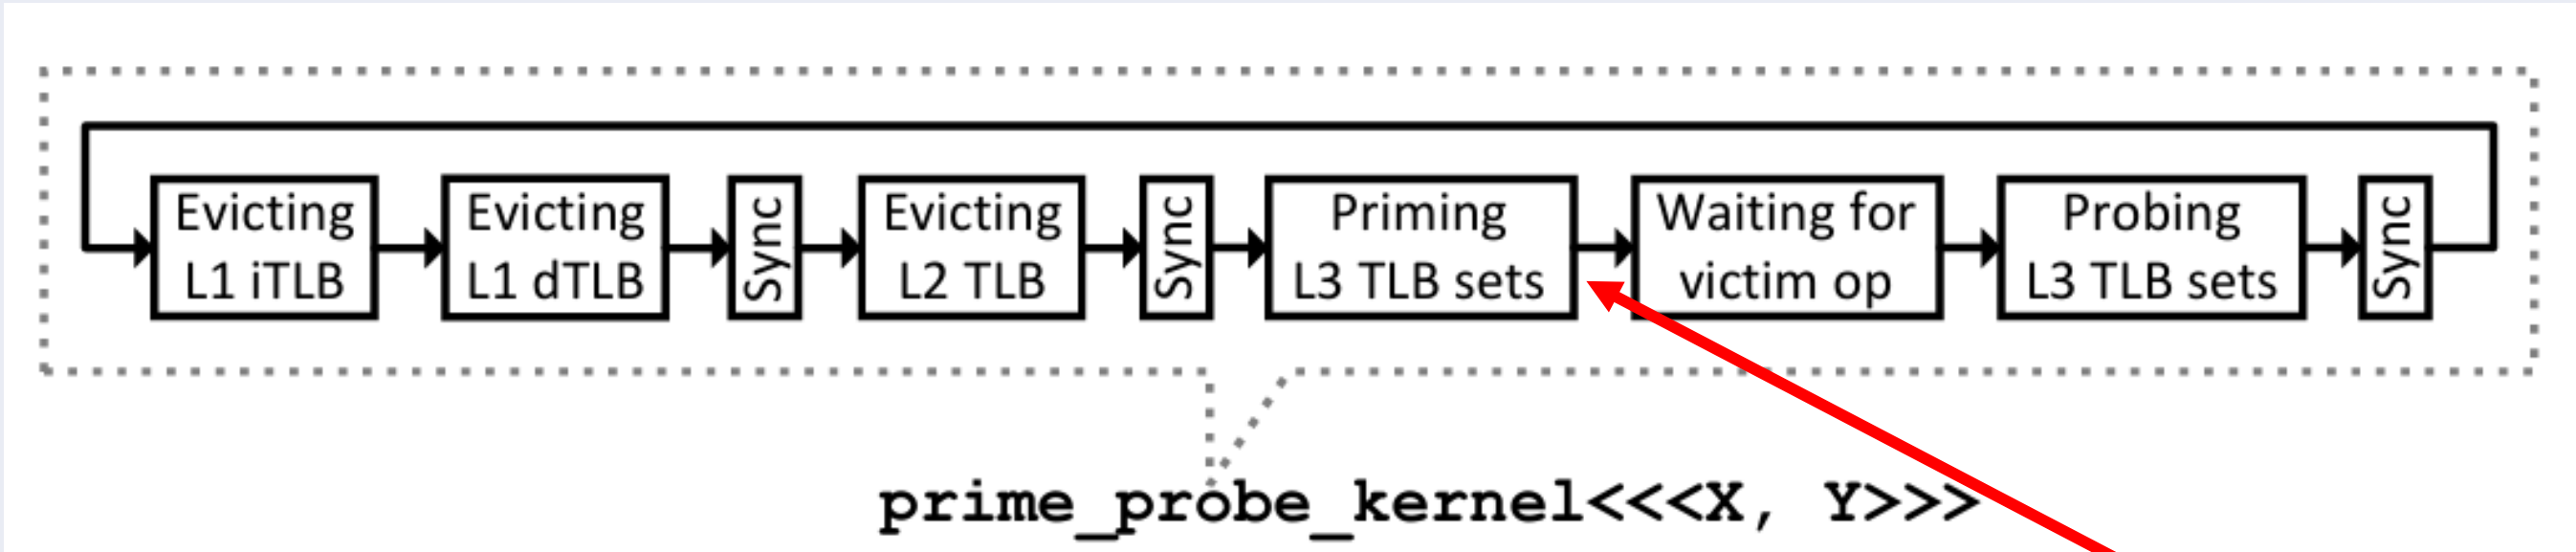 Evicting
L1 iTLB
Evicting
L1 dTLB
Sync
Evicting
L2 TLB
Sync
Priming
L3 TLB sets
Waiting for
victim op
Probing
L3 TLB sets
Sync
prime_probe_kernel<<<X, Y>>>